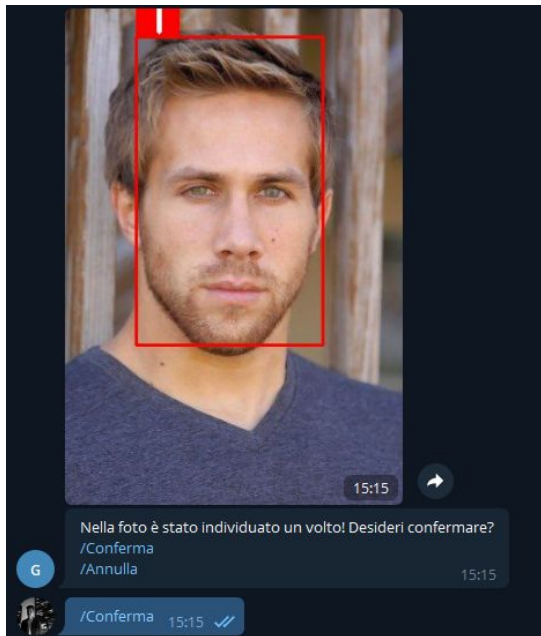 15:15
Nella foto è stato individuato un volto! Desideri confermare?
/Conferma
/Annulla
15:15
G
/Conferma 15:15